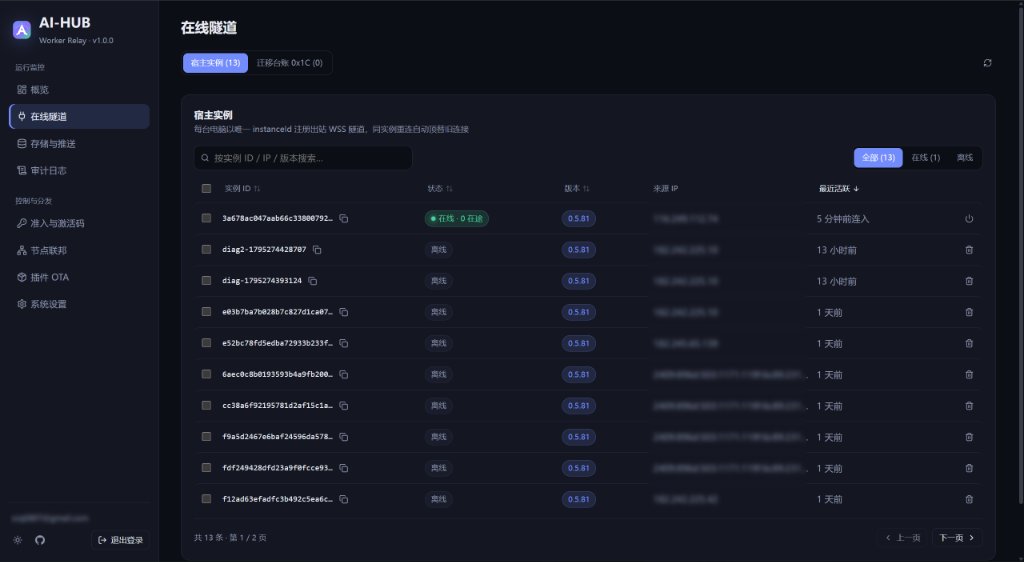 AI-HUB
Worker Relay · v1.0.0
运行监控
概览
在线隧道
存储与推送
审计日志
控制与分发
准入与激活码
节点联邦
插件 OTA
系统设置
退出登录
在线隧道
宿主实例 (13) 迁移台账 0x1C (0)
宿主实例
每台电脑以唯一 instanceId 注册出站 WSS 隧道，同实例重连自动顶替旧连接
按实例 ID / IP / 版本搜索...
全部 (13) 在线 (1) 离线
实例 ID 状态 版本 来源 IP 最近活跃 ↓
3a678ac047aab66c33800792… 在线 · 0 在途 0.5.81 5 分钟前连入
diag2-1795274428707 离线 0.5.81 13 小时前
diag-1795274393124 离线 0.5.81 13 小时前
e03b7ba7b028b7c827d1ca07… 离线 0.5.81 1 天前
e52bc78fd5edba72933b233f… 离线 0.5.81 1 天前
6aec0c8b0193593b4a9fb200… 离线 0.5.81 1 天前
cc38a6f92195781d2af15c1a… 离线 0.5.81 1 天前
f9a5d2467e6baf24596da578… 离线 0.5.81 1 天前
fdf249428dfd23a9f0fcce93… 离线 0.5.81 1 天前
f12ad63efadfc3b492c5ea6c… 离线 0.5.81 1 天前
共 13 条 · 第 1 / 2 页
上一页 下一页